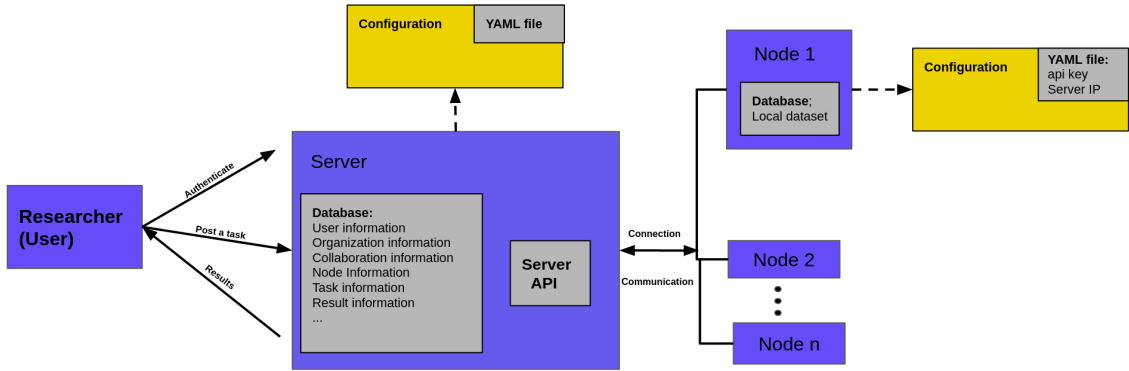 Configuration
YAML file
Node 1
Database;
Local dataset
Configuration
YAML file:
api key
Server IP
Researcher
(User)
Authenticate
Post a task
Results
Server
Database:
User information
Organization information
Collaboration information
Node Information
Task information
Result information
...
Server
API
Connection
Communication
Node 2
Node n